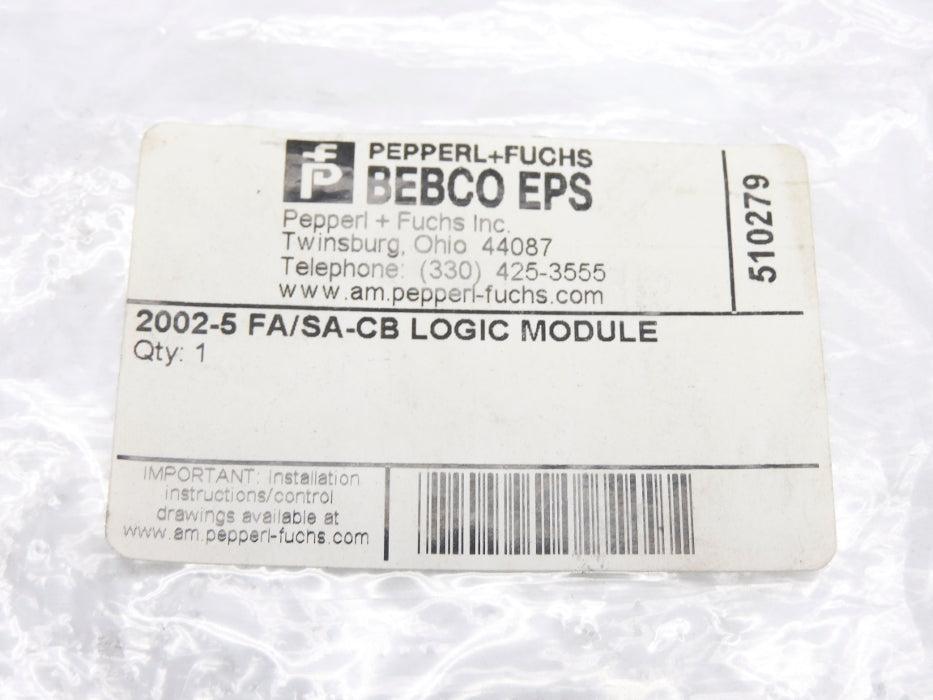 PEPPERL+FUCHS
BEBCO EPS
Pepperl + Fuchs Inc.
Twinsburg, Ohio 44087
Telephone: (330) 425-3555
www.am.pepperl-fuchs.com
510279
2002-5 FA/SA-CB LOGIC MODULE
Qty: 1
IMPORTANT: Installation
instructions/control
drawings available at
www.am.pepperl-fuchs.com